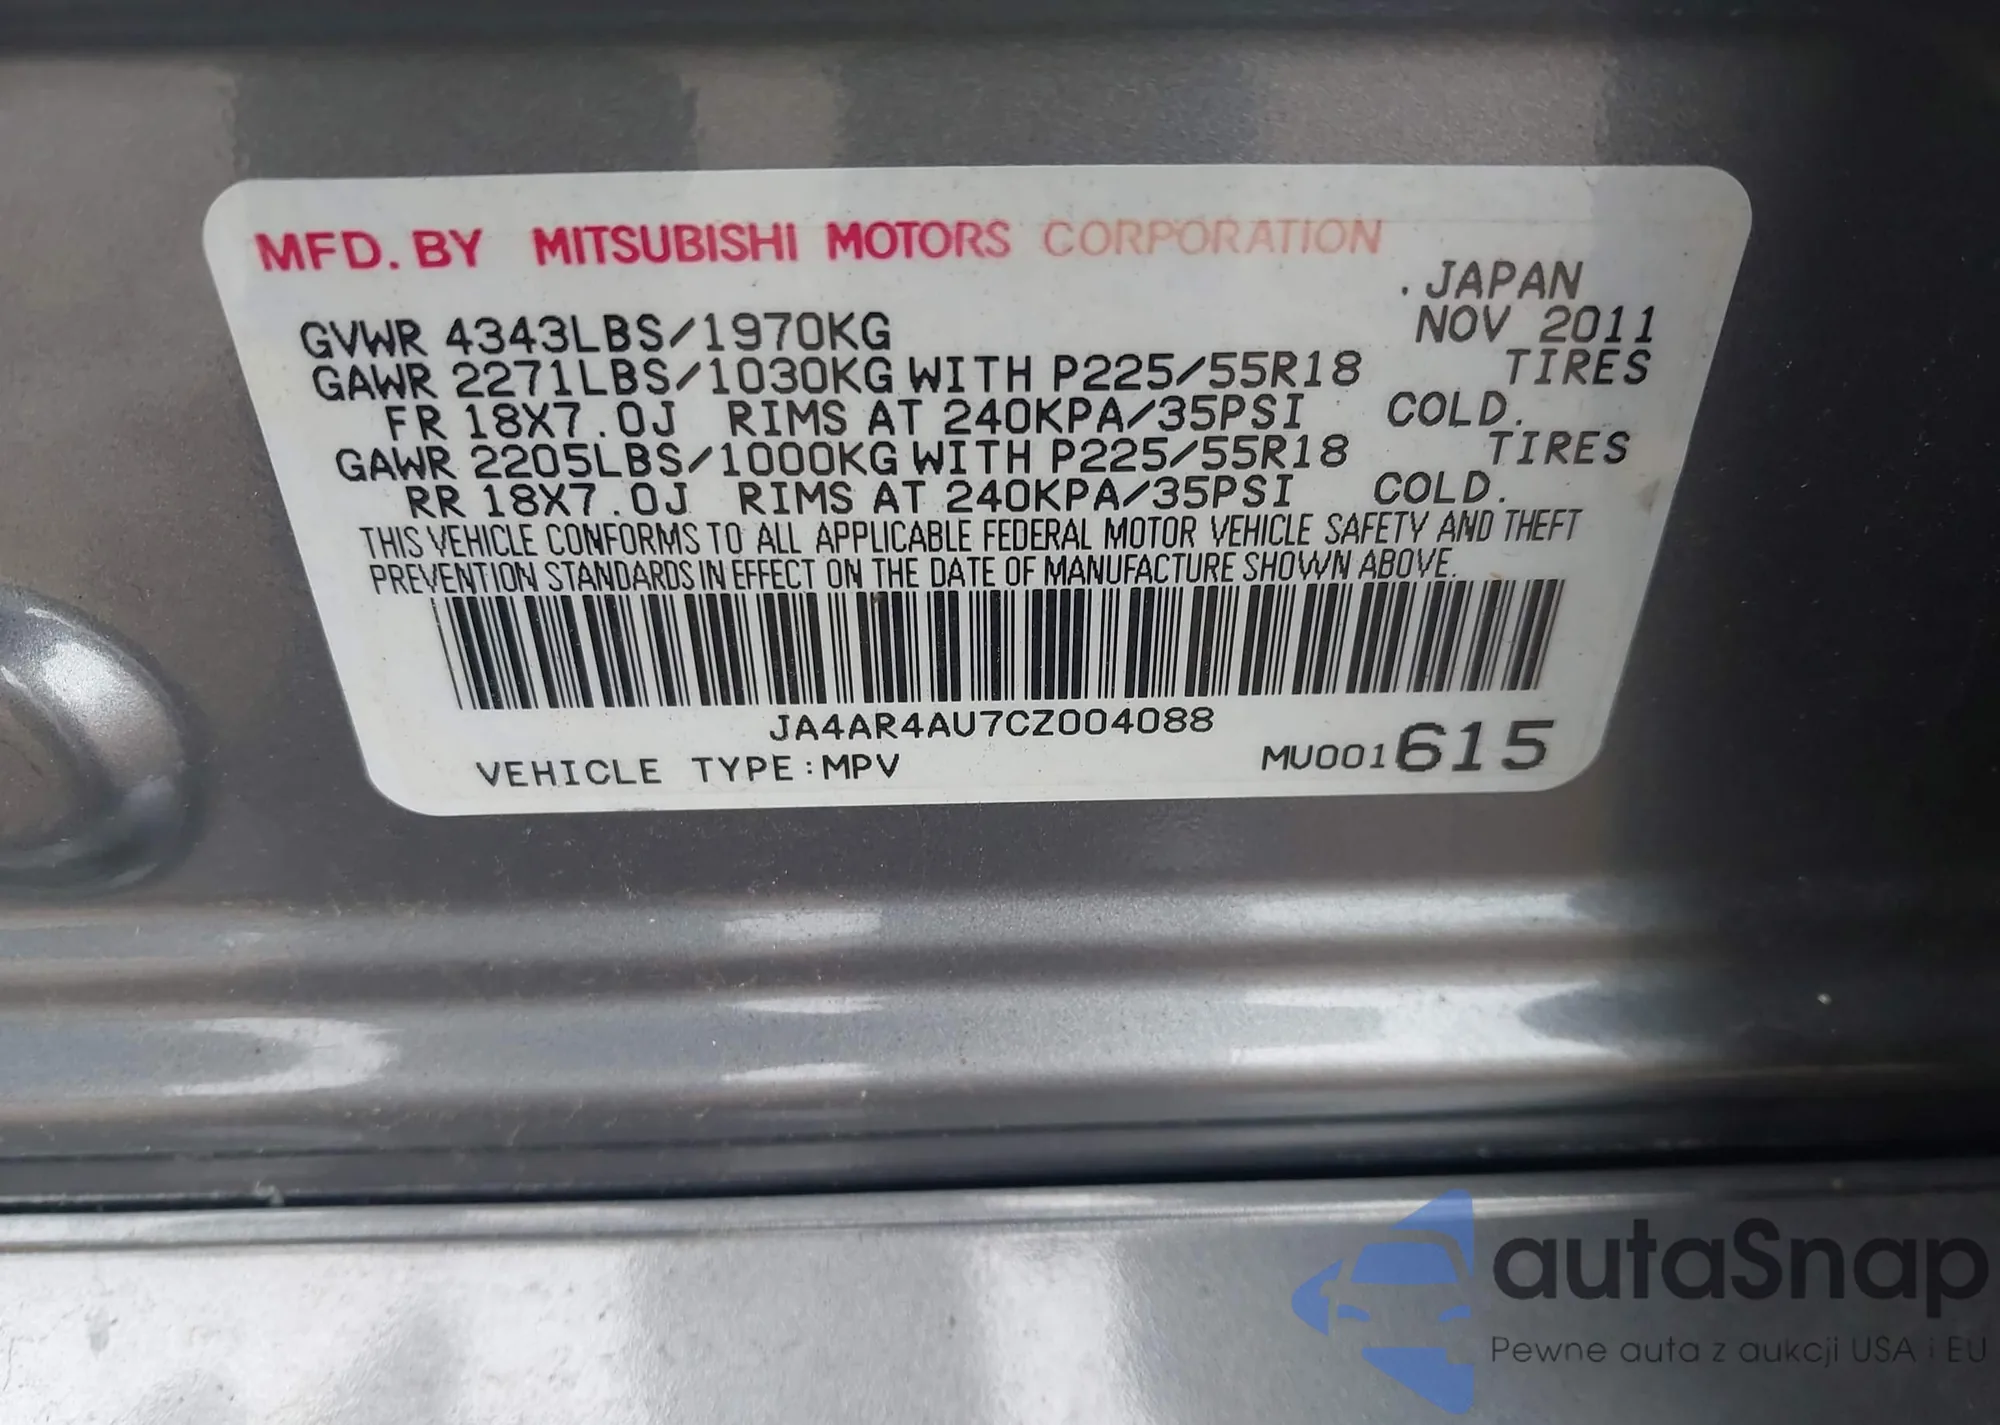 MFD. BY MITSUBISHI MOTORS CORPORATION
. JAPAN
GVWR 4343LBS/1970KG NOV 2011
GAWR 2271LBS/1030KG WITH P225/55R18 TIRES
FR 18X7.0J RIMS AT 240KPA/35PSI COLD.
GAWR 2205LBS/1000KG WITH P225/55R18 TIRES
RR 18X7.0J RIMS AT 240KPA/35PSI COLD.
THIS VEHICLE CONFORMS TO ALL APPLICABLE FEDERAL MOTOR VEHICLE SAFETY AND THEFT
PREVENTION STANDARDS IN EFFECT ON THE DATE OF MANUFACTURE SHOWN ABOVE.
JA4AR4AU7CZ004088
VEHICLE TYPE:MPV MU001615
autaSnap
Pewne auta z aukcji USA i EU